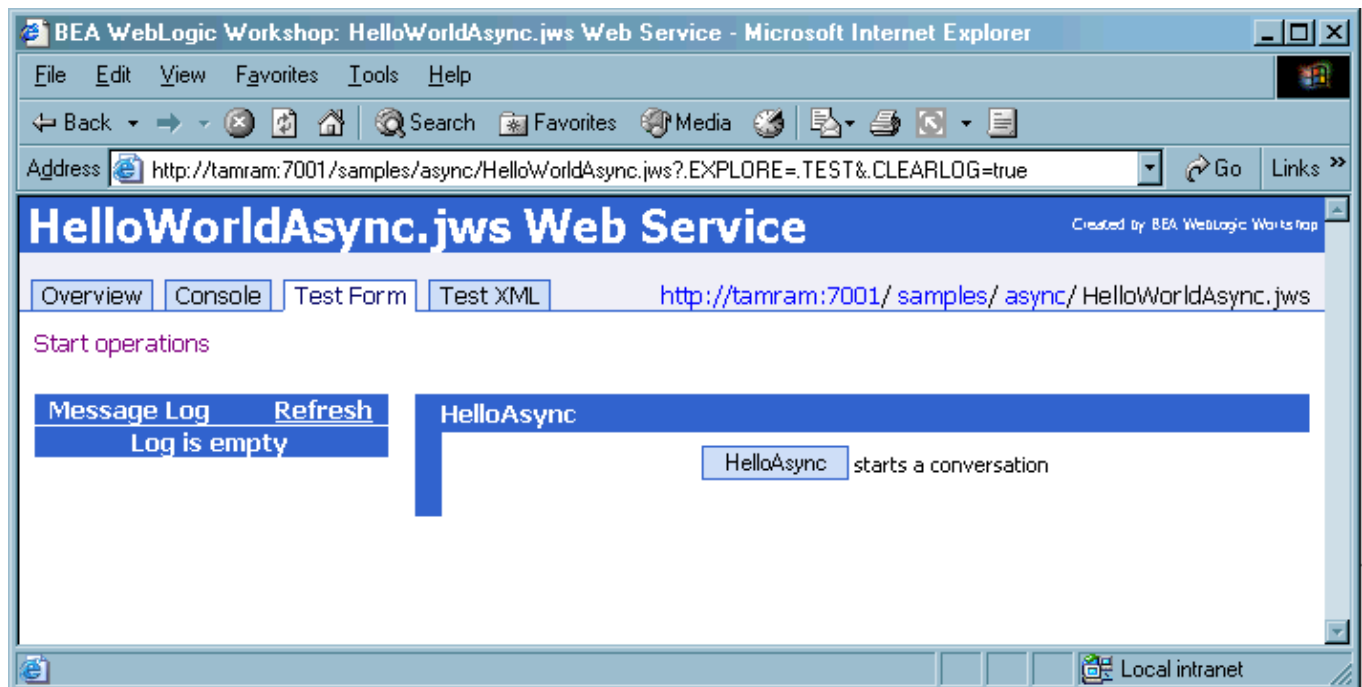 BEA WebLogic Workshop: HelloWorldAsync.jws Web Service - Microsoft Internet Explorer
File Edit View Favorites Tools Help
Back Search Favorites Media
Address http://tamram:7001/samples/async/HelloWorldAsync.jws?.EXPLORE=.TEST&.CLEARLOG=true Go Links »
HelloWorldAsync.jws Web Service Created by BEA WebLogic Workshop
Overview Console Test Form Test XML http://tamram:7001/ samples/ async/ HelloWorldAsync.jws
Start operations
Message Log Refresh HelloAsync
Log is empty
HelloAsync starts a conversation
Local intranet